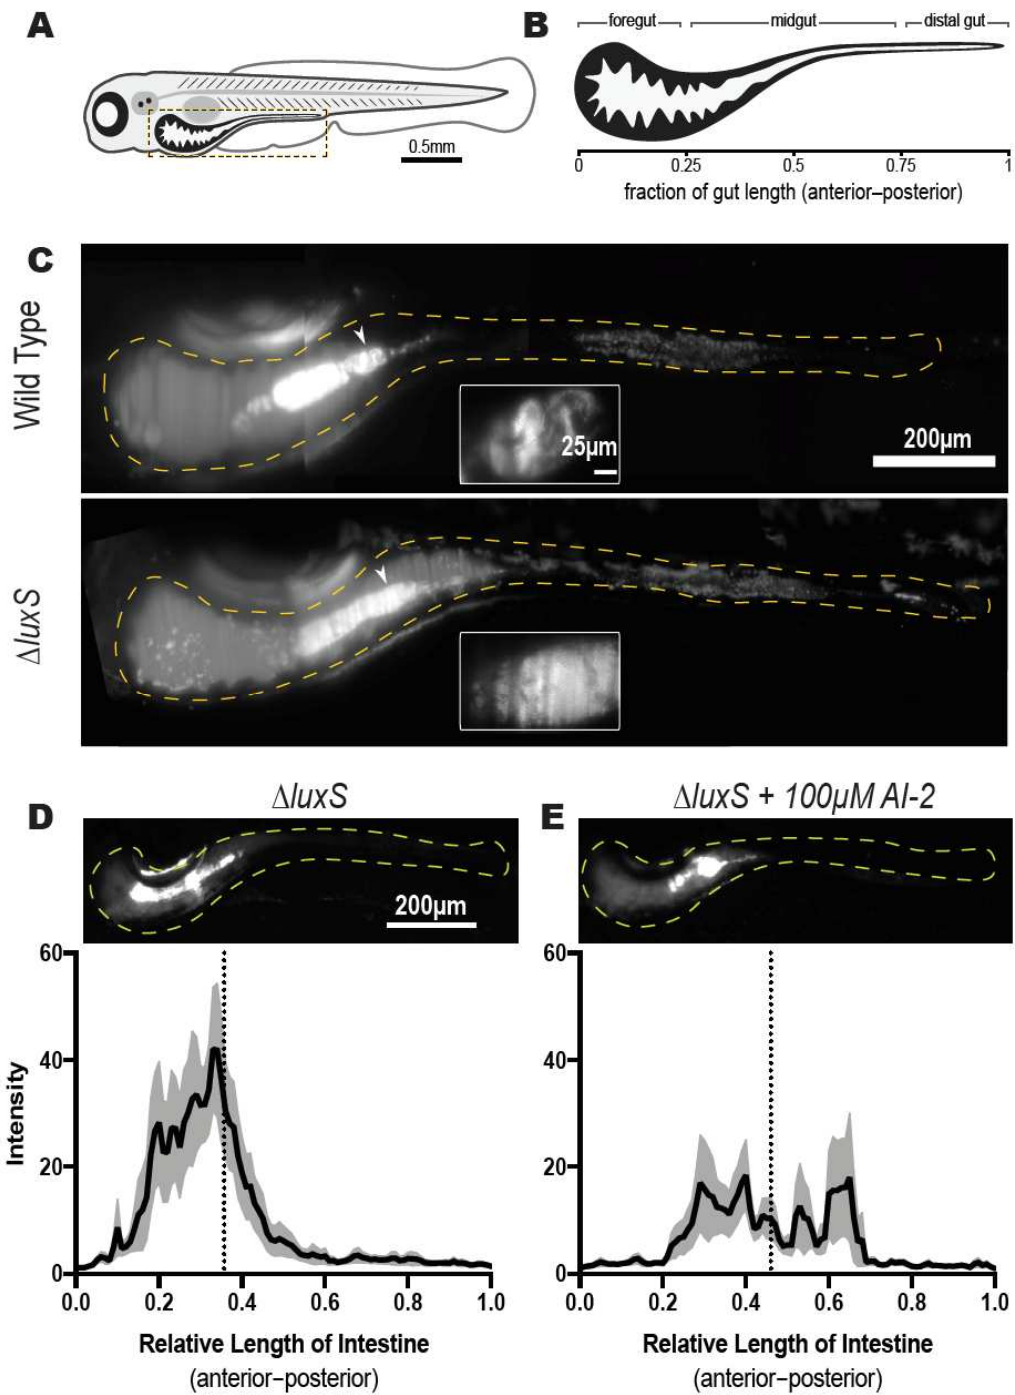 A
0.5mm
B
foregut midgut distal gut
0 0.25 0.5 0.75 1
fraction of gut length (anterior–posterior)
C
Wild Type
25µm
200µm
ΔluxS
D
ΔluxS
200µm
E
ΔluxS + 100µM AI-2
Intensity
60
40
20
0
0.0 0.2 0.4 0.6 0.8 1.0
Relative Length of Intestine
(anterior–posterior)
60
40
20
0
0.0 0.2 0.4 0.6 0.8 1.0
Relative Length of Intestine
(anterior–posterior)